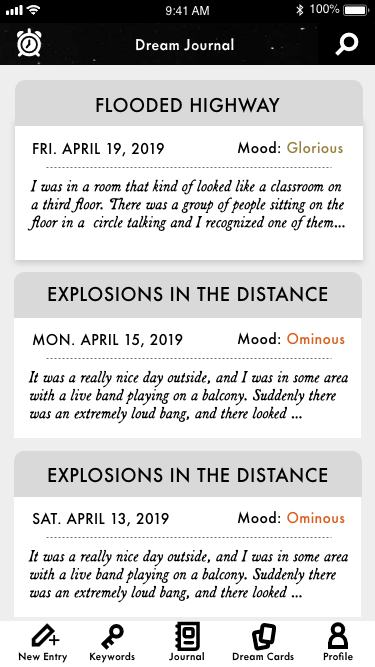 9:41 AM 100%
Dream Journal
FLOODED HIGHWAY
FRI. APRIL 19, 2019 Mood: Glorious
I was in a room that kind of looked like a classroom on
a third floor. There was a group of people sitting on the
floor in a circle talking and I recognized one of them...
EXPLOSIONS IN THE DISTANCE
MON. APRIL 15, 2019 Mood: Ominous
It was a really nice day outside, and I was in some area
with a live band playing on a balcony. Suddenly there
was an extremely loud bang, and there looked ...
EXPLOSIONS IN THE DISTANCE
SAT. APRIL 13, 2019 Mood: Ominous
It was a really nice day outside, and I was in some area
with a live band playing on a balcony. Suddenly there
was an extremely loud bang, and there looked ...
New Entry Keywords Journal Dream Cards Profile